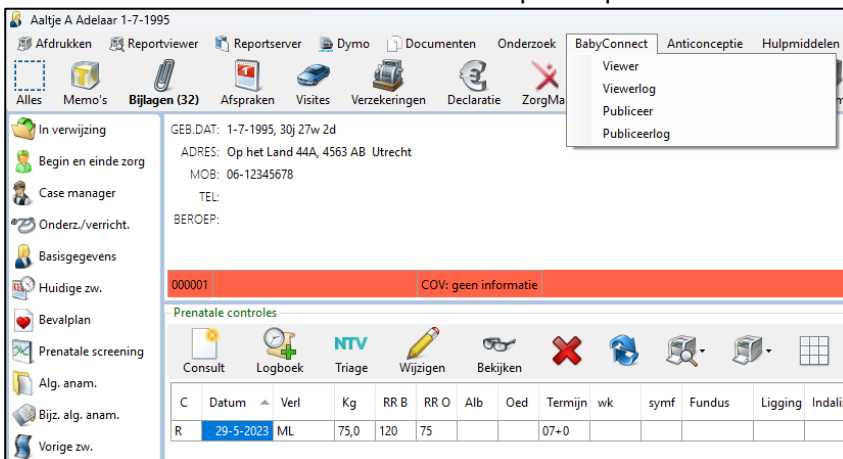 Aaltje A Adelaar 1-7-1995
Afdrukken Reportviewer Reportserver Dymo Documenten Onderzoek BabyConnect Anticonceptie Hulpmiddelen
Viewer
Viewerlog
Publiceer
Publiceerlog
Alles Memo's Bijlagen (32) Afspraken Visites Verzekeringen Declaratie ZorgMa
In verwijzing
Begin en einde zorg
Case manager
Onderz./verricht.
Basisgegevens
Huidige zw.
Bevalplan
Prenatale screening
Alg. anam.
Bijz. alg. anam.
Vorige zw.
GEB.DAT: 1-7-1995, 30j 27w 2d
ADRES: Op het Land 44A, 4563 AB Utrecht
MOB: 06-12345678
TEL:
BEROEP:
000001 COV: geen informatie
Prenatale controles
NTV
Consult Logboek Triage Wijzigen Bekijken
C Datum Verl Kg RR B RR O Alb Oed Termijn wk symf Fundus Ligging Indalin
R 29-5-2023 ML 75,0 120 75 07+0